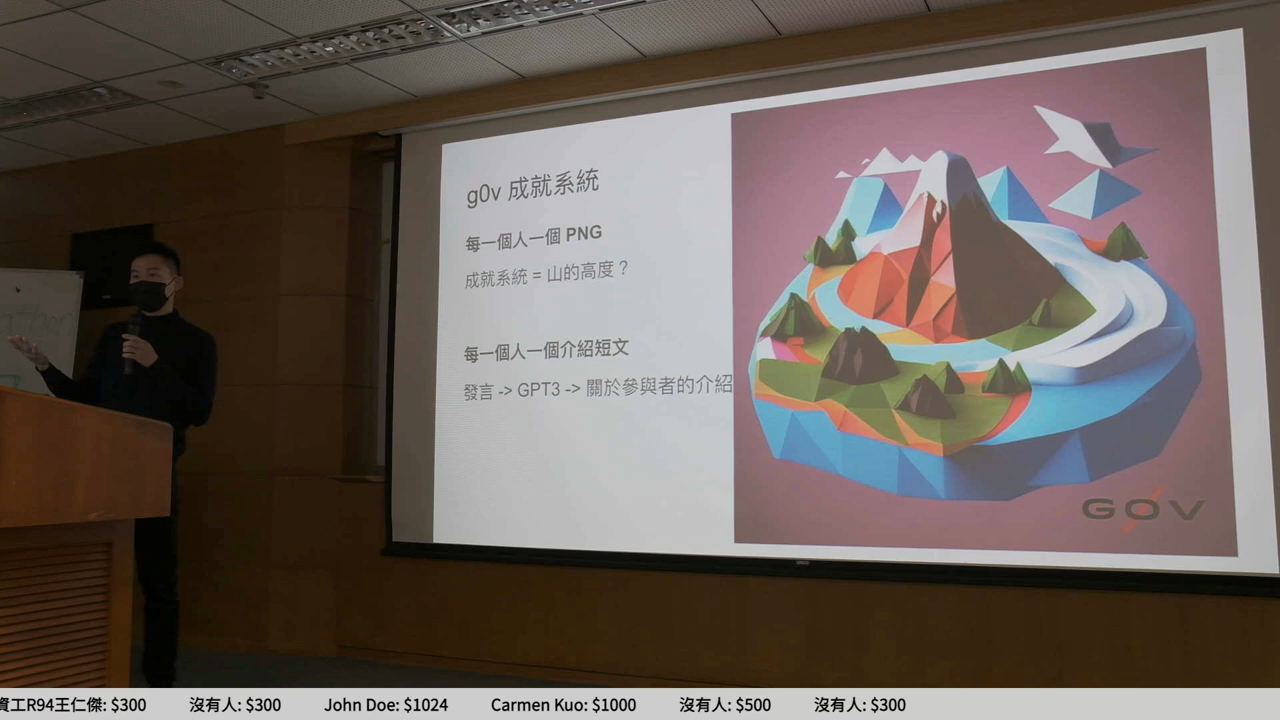 g0v 成就系統
每一個人一個 PNG
成就系統 = 山的高度？
每一個人一個介紹短文
發言 -> GPT3 -> 關於參與者的介紹
G0V
資工R94王仁傑: $300 沒有人: $300 John Doe: $1024 Carmen Kuo: $1000 沒有人: $500 沒有人: $300